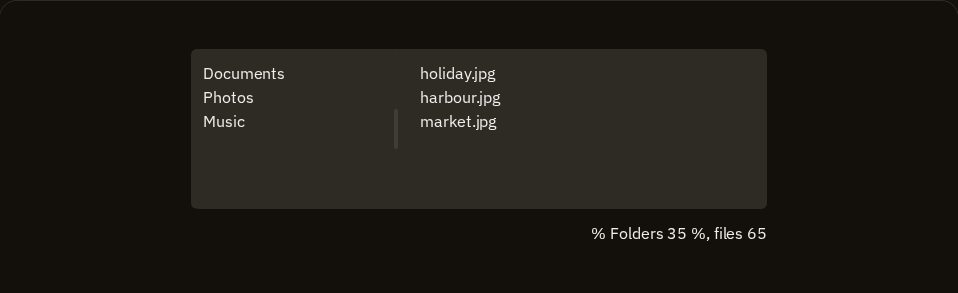 Documents
Photos
Music
holiday.jpg
harbour.jpg
market.jpg
% Folders 35 %, files 65